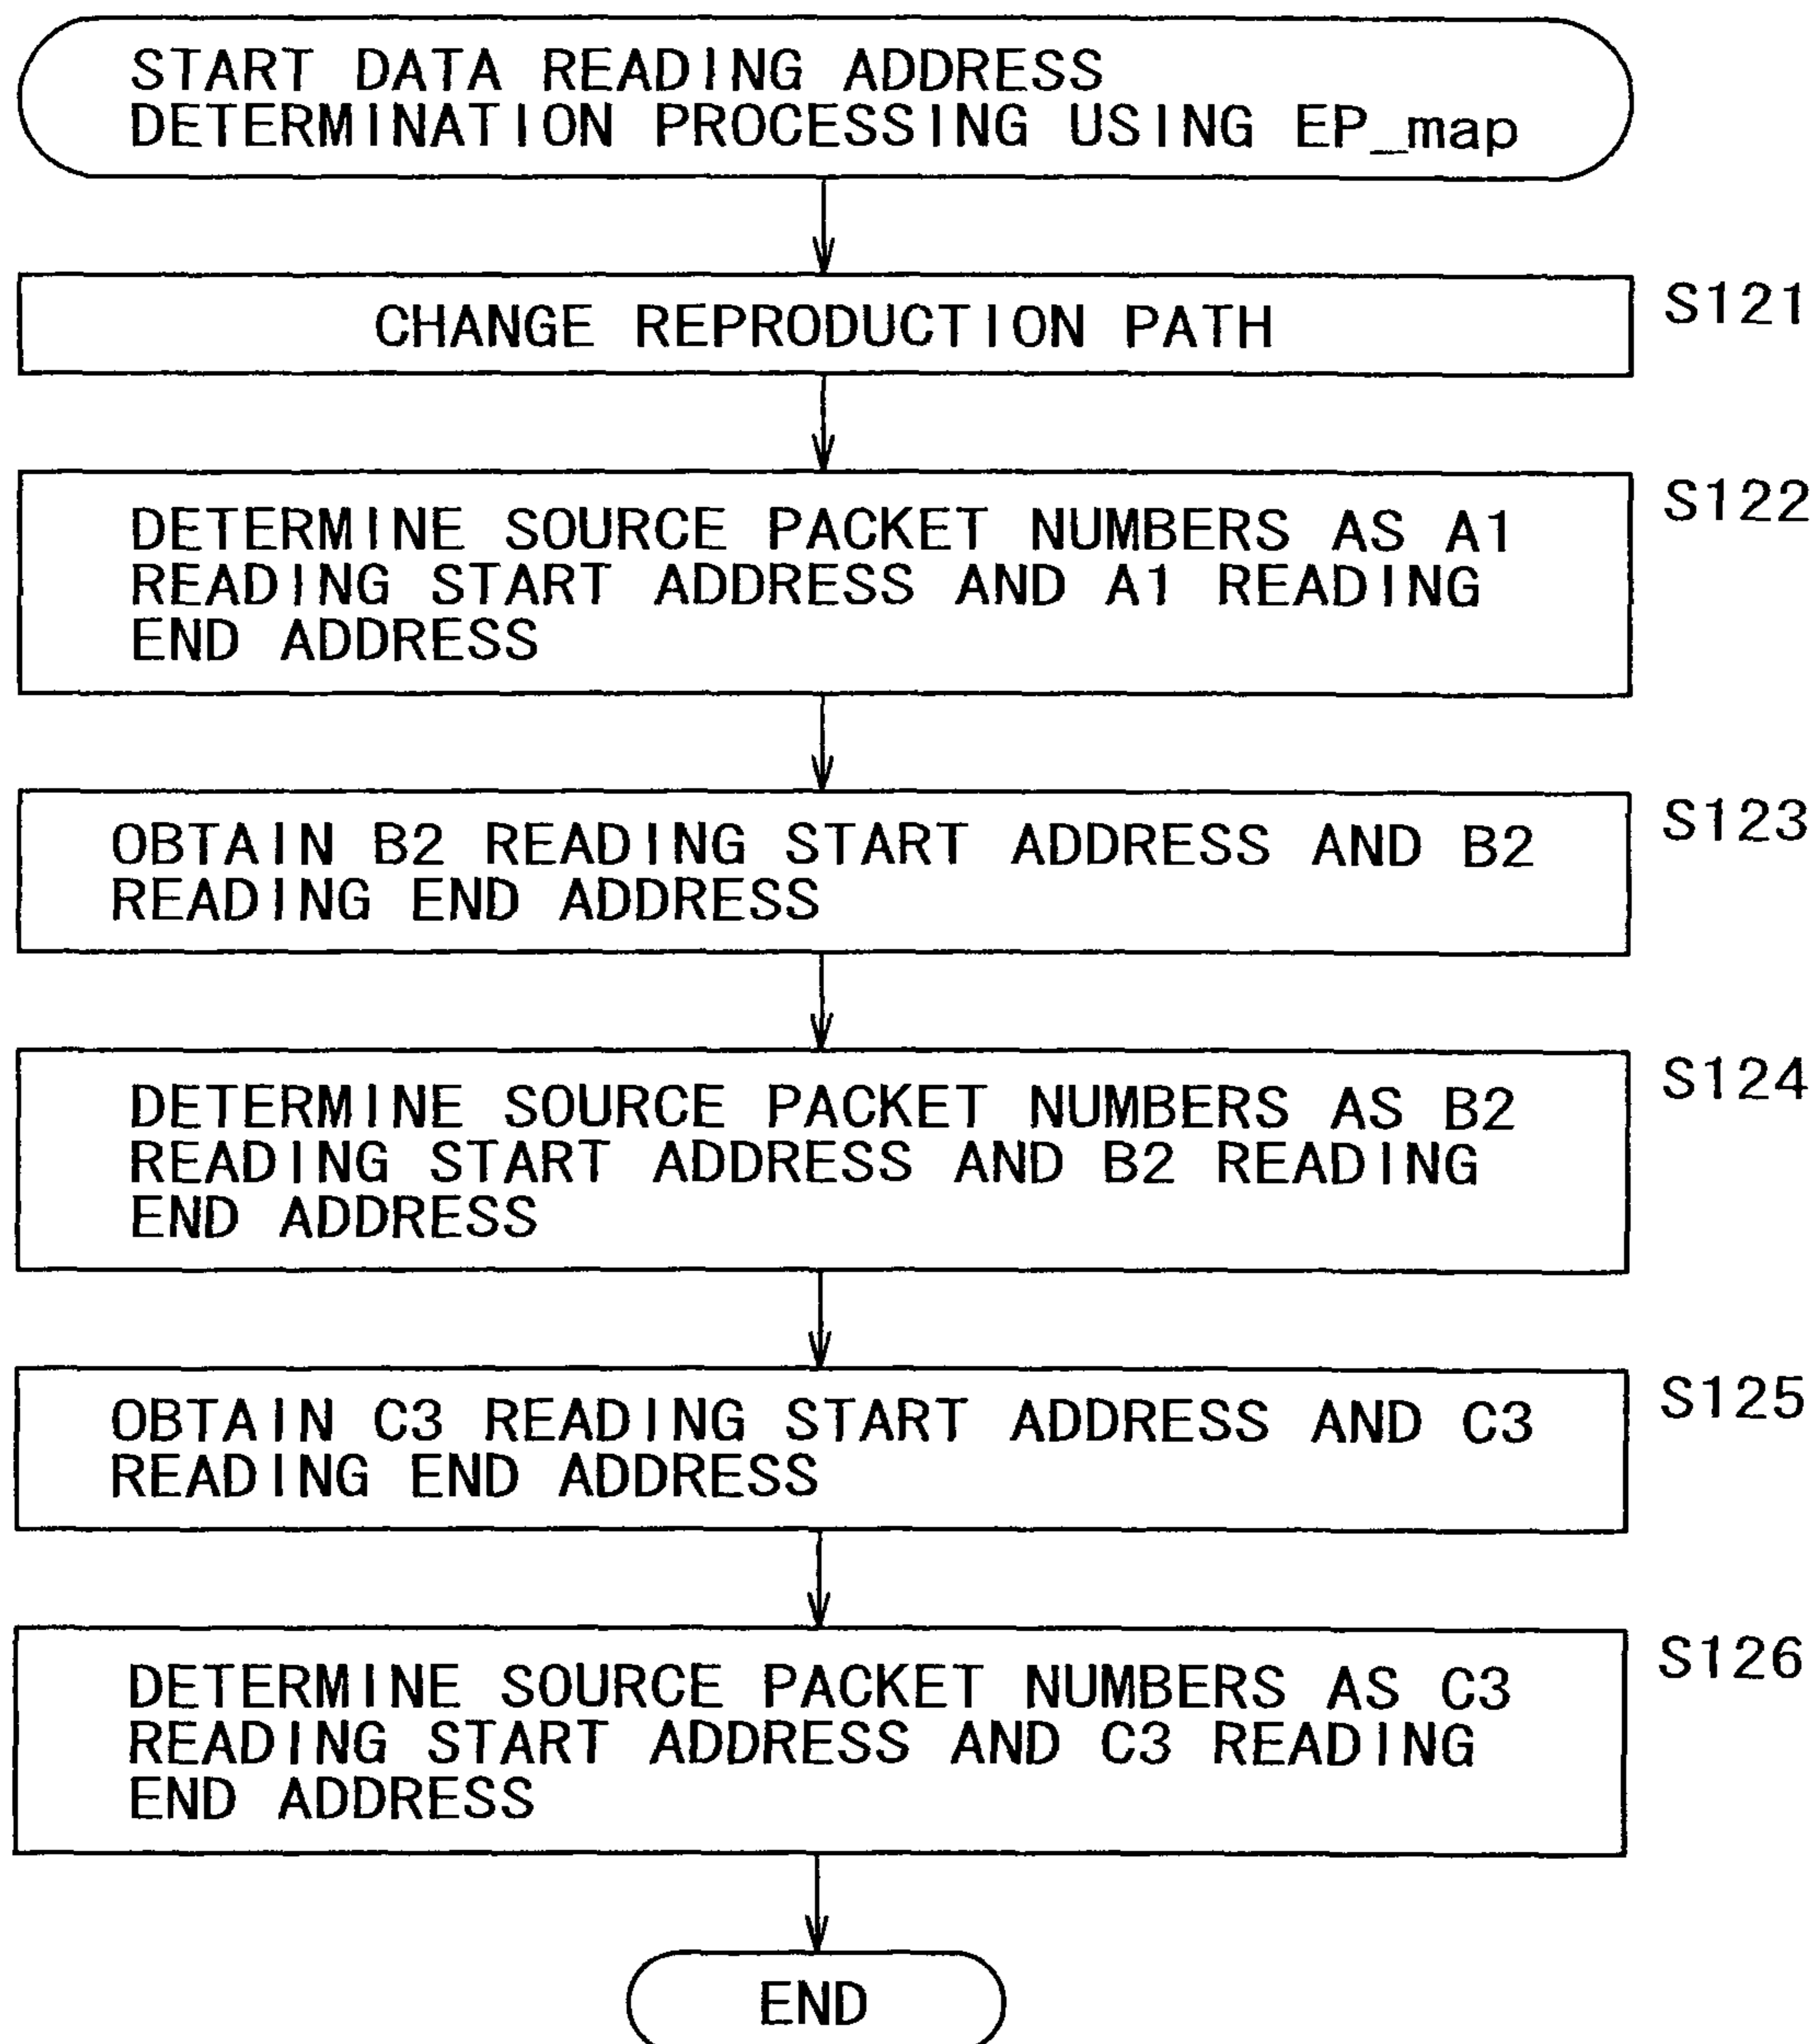 START DATA READING ADDRESS
DETERMINATION PROCESSING USING EP_map
CHANGE REPRODUCTION PATH
S121
DETERMINE SOURCE PACKET NUMBERS AS A1
READING START ADDRESS AND A1 READING
END ADDRESS
S122
OBTAIN B2 READING START ADDRESS AND B2
READING END ADDRESS
S123
DETERMINE SOURCE PACKET NUMBERS AS B2
READING START ADDRESS AND B2 READING
END ADDRESS
S124
OBTAIN C3 READING START ADDRESS AND C3
READING END ADDRESS
S125
DETERMINE SOURCE PACKET NUMBERS AS C3
READING START ADDRESS AND C3 READING
END ADDRESS
S126
END